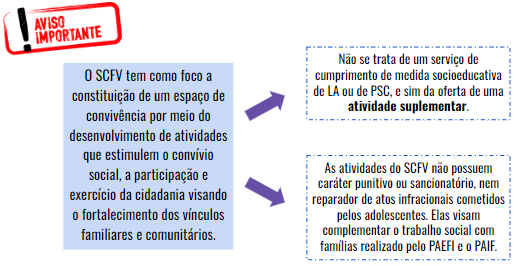 AVISO
IMPORTANTE
O SCFV tem como foco a
constituição de um espaço de
convivência por meio do
desenvolvimento de atividades
que estimulem o convívio
social, a participação e
exercício da cidadania visando
o fortalecimento dos vínculos
familiares e comunitários.
Não se trata de um serviço de
cumprimento de medida socioeducativa
de LA ou de PSC, e sim da oferta de uma
atividade suplementar.
As atividades do SCFV não possuem
caráter punitivo ou sancionatório, nem
reparador de atos infracionais cometidos
pelos adolescentes. Elas visam
complementar o trabalho social com
famílias realizado pelo PAEFI e o PAIF.